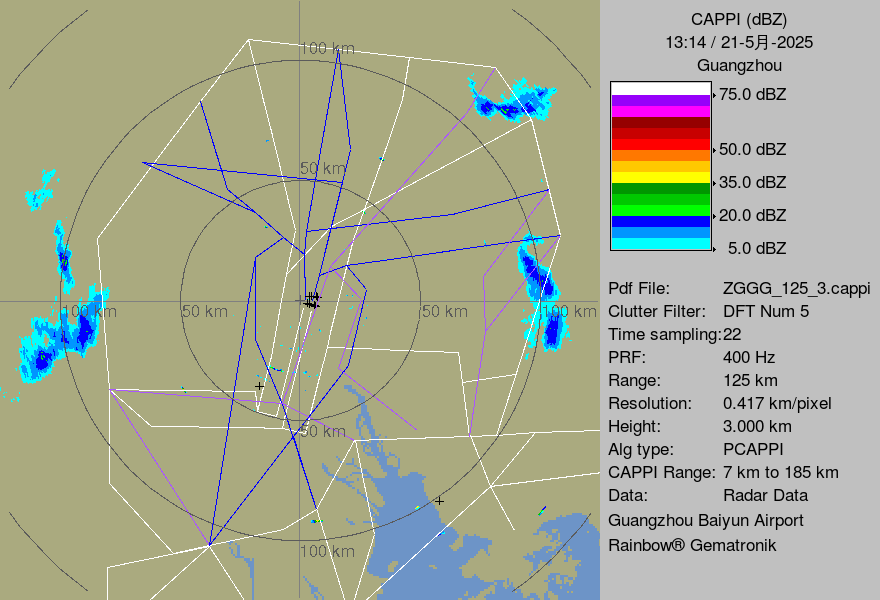 100 km
50 km
100 km
50 km
50 km
100 km
50 km
100 km
CAPPI (dBZ)
13:14 / 21-5月-2025
Guangzhou
75.0 dBZ
50.0 dBZ
35.0 dBZ
20.0 dBZ
5.0 dBZ
Pdf File: ZGGG_125_3.cappi
Clutter Filter: DFT Num 5
Time sampling:22
PRF: 400 Hz
Range: 125 km
Resolution: 0.417 km/pixel
Height: 3.000 km
Alg type: PCAPPI
CAPPI Range: 7 km to 185 km
Data: Radar Data
Guangzhou Baiyun Airport
Rainbow® Gematronik